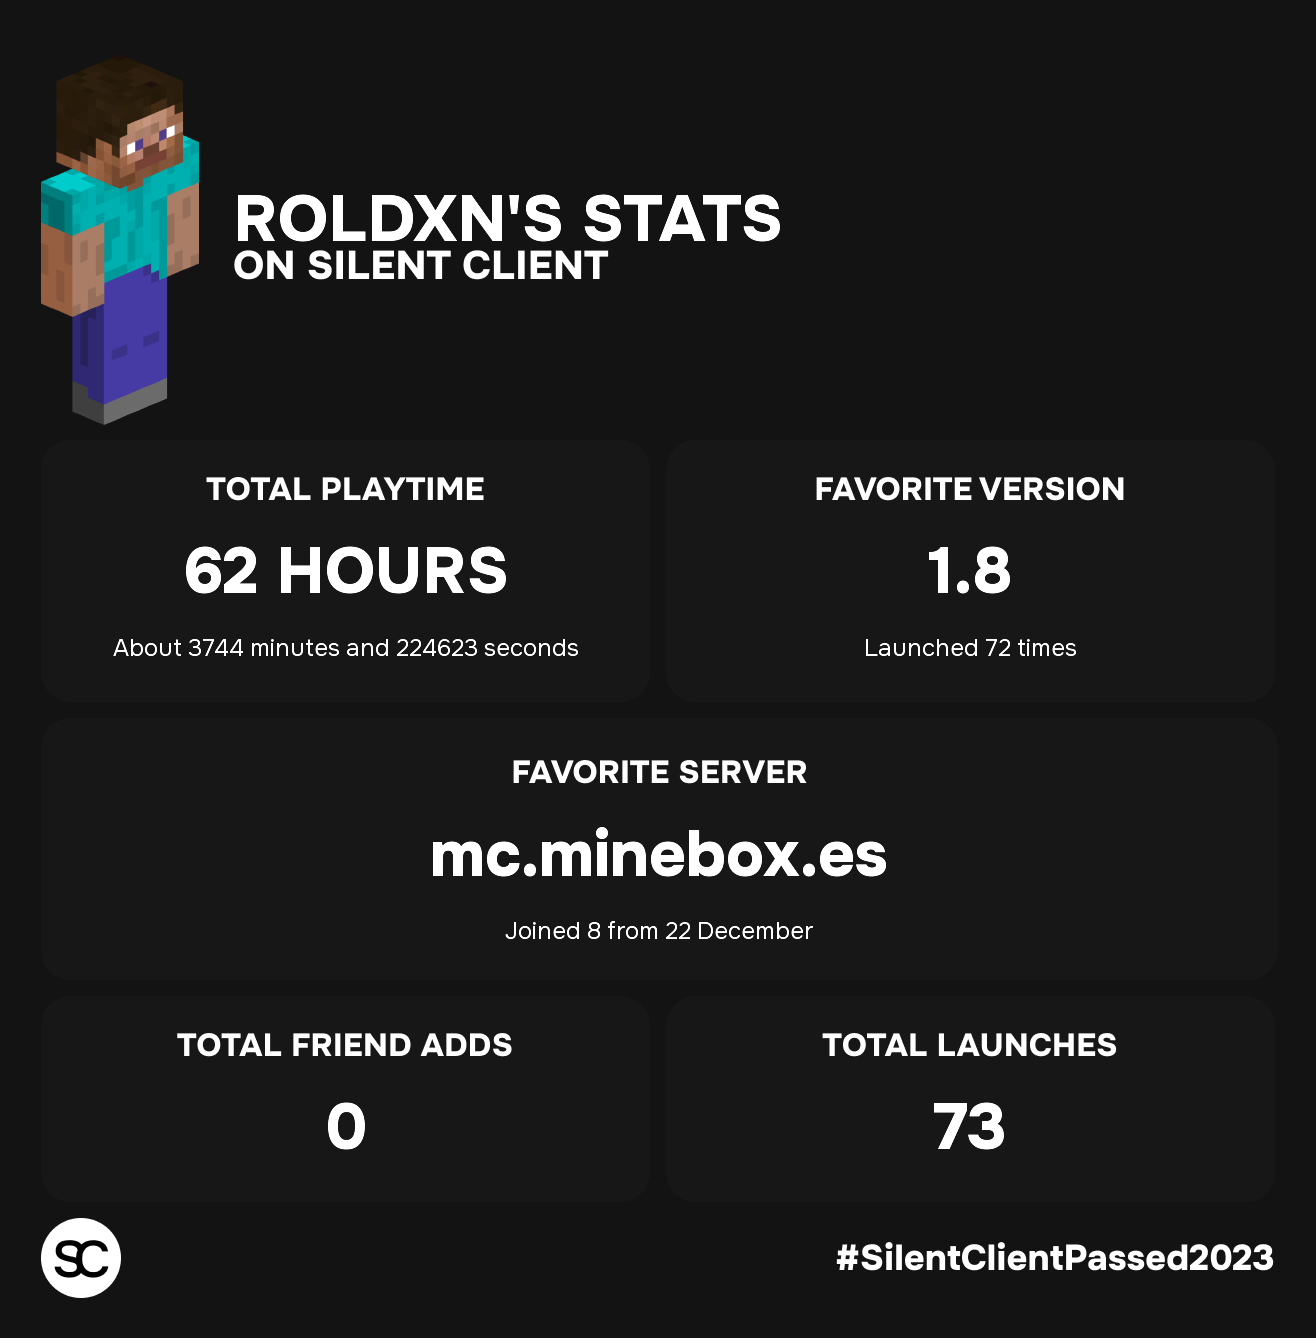 ROLDXN'S STATS
ON SILENT CLIENT
TOTAL PLAYTIME
62 HOURS
About 3744 minutes and 224623 seconds
FAVORITE VERSION
1.8
Launched 72 times
FAVORITE SERVER
mc.minebox.es
Joined 8 from 22 December
TOTAL FRIEND ADDS
0
TOTAL LAUNCHES
73
SC
#SilentClientPassed2023